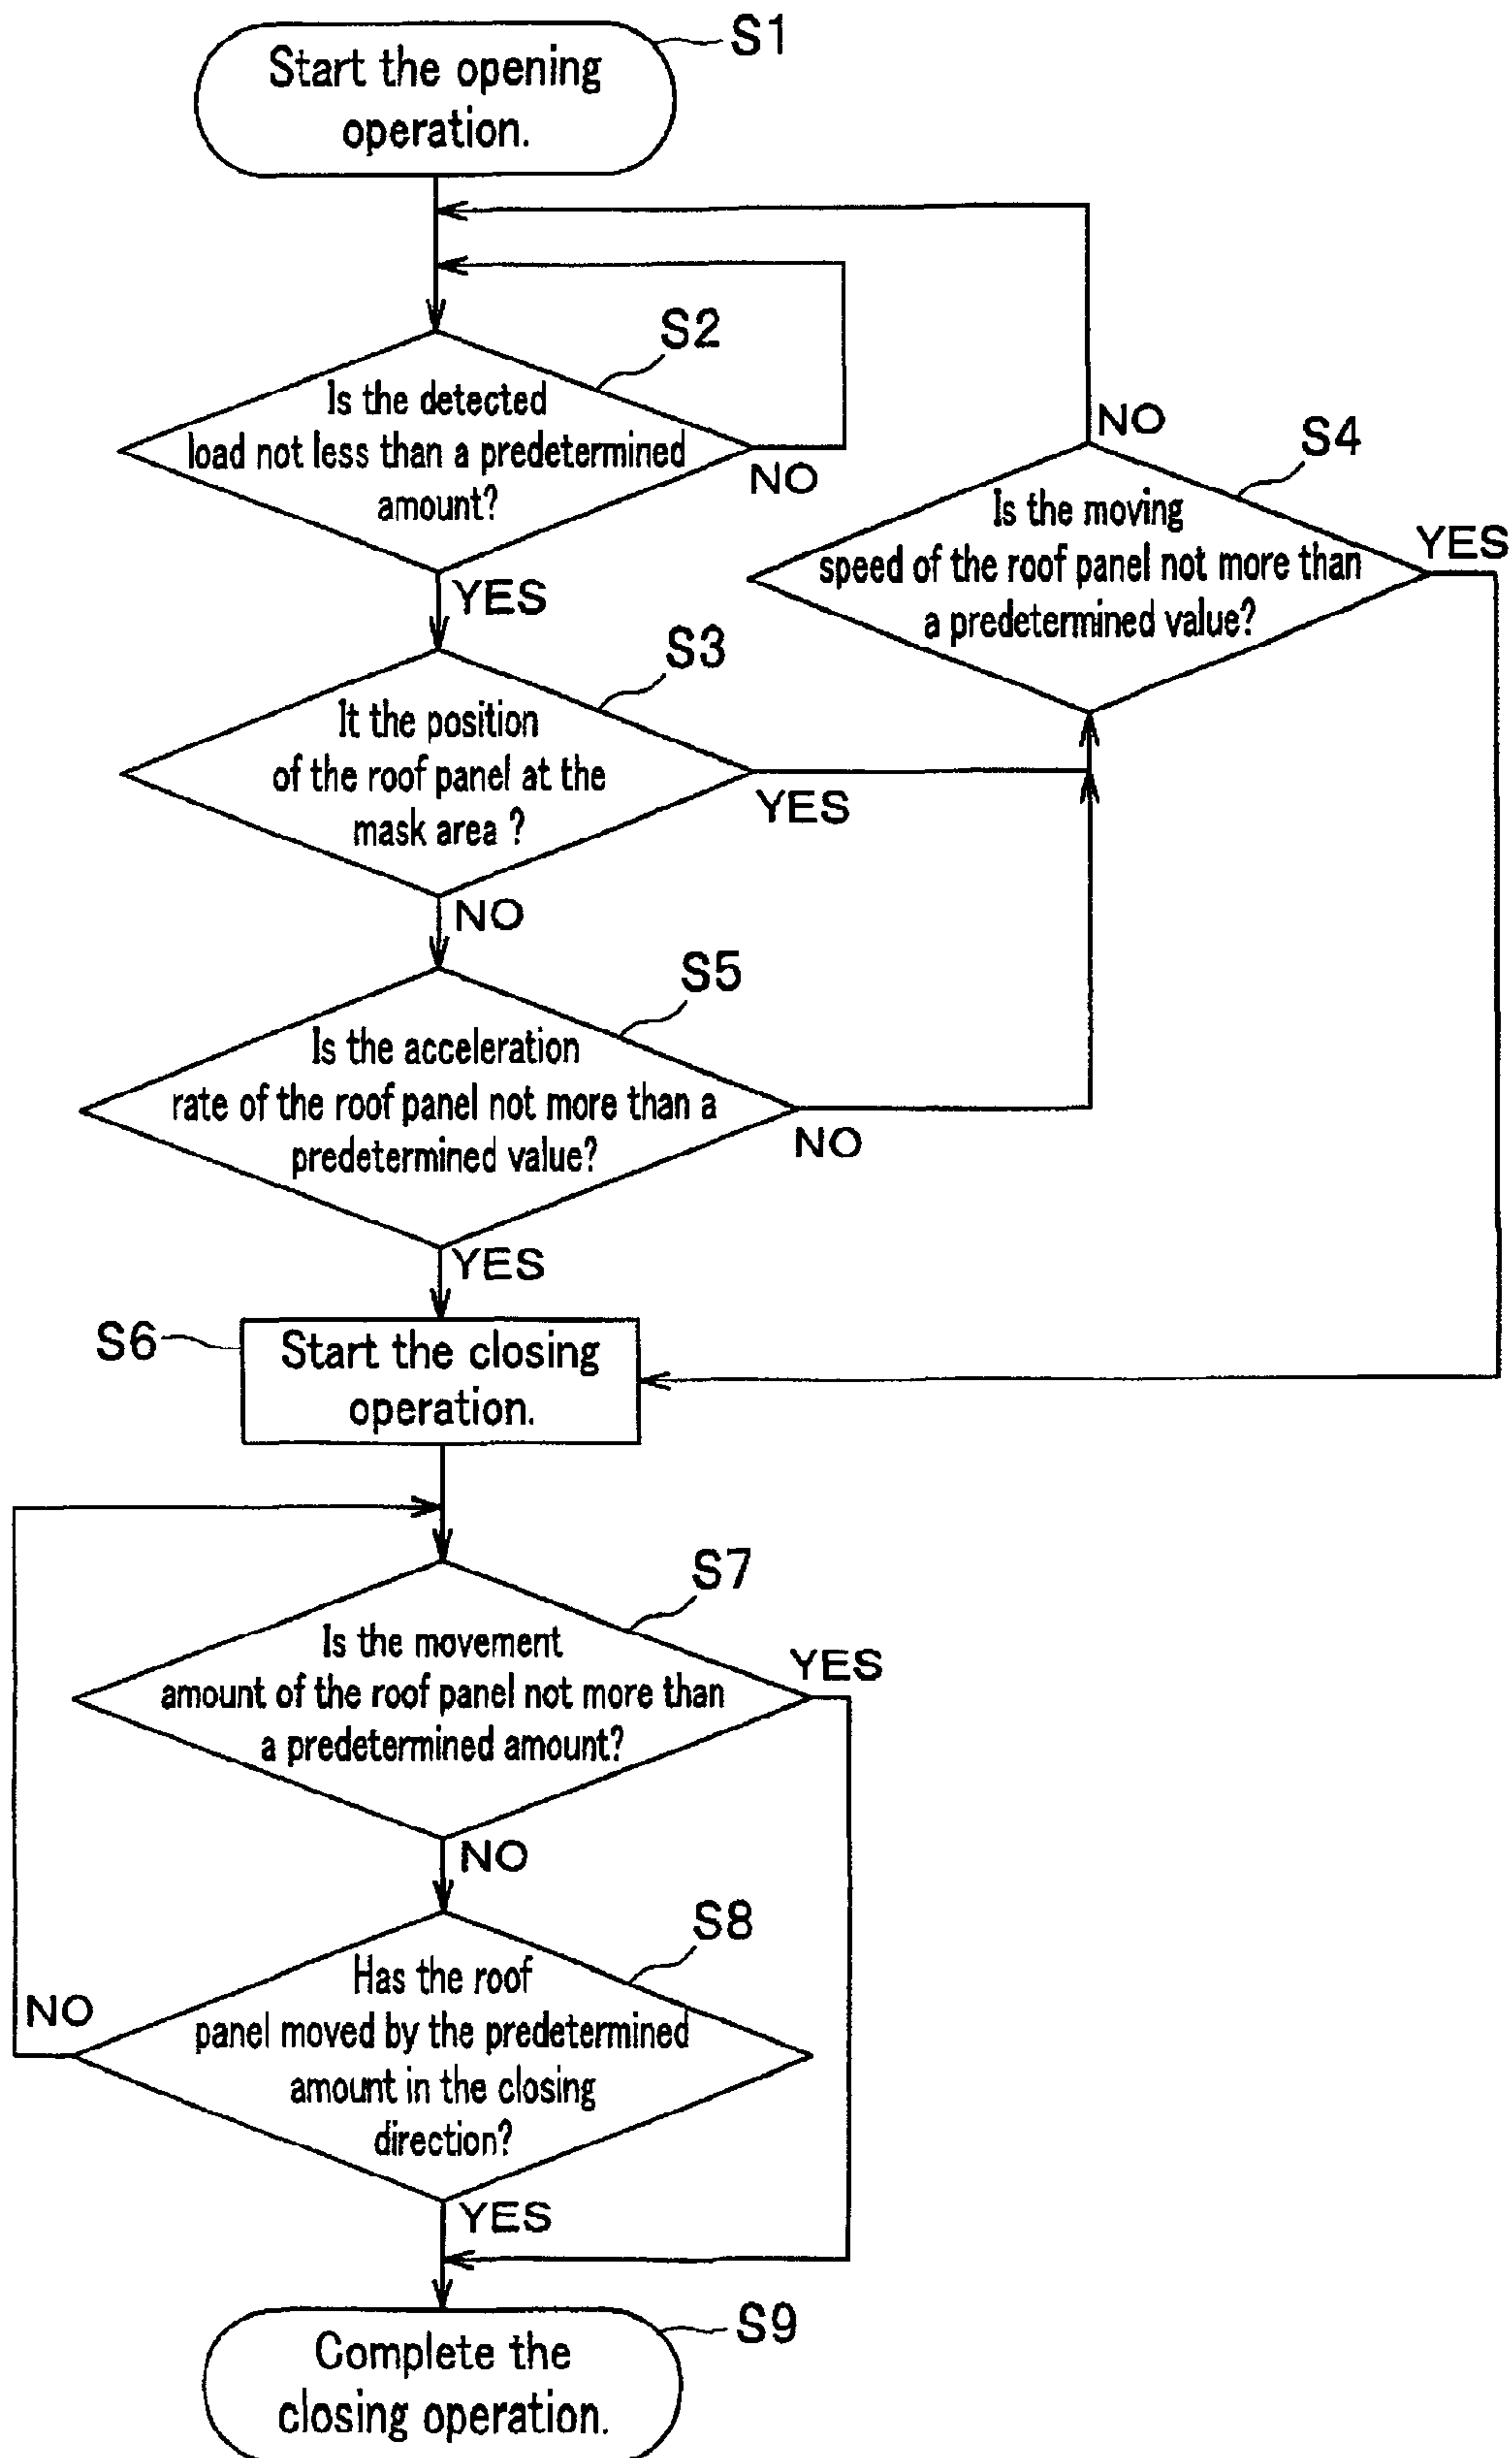 S1
Start the opening
operation.
S2
Is the detected
load not less than a predetermined
amount?
NO
YES
S4
NO
Is the moving
speed of the roof panel not more than
a predetermined value?
YES
S3
It the position
of the roof panel at the
mask area ?
YES
NO
S5
Is the acceleration
rate of the roof panel not more than a
predetermined value?
NO
YES
S6
Start the closing
operation.
S7
Is the movement
amount of the roof panel not more than
a predetermined amount?
YES
NO
S8
Has the roof
panel moved by the predetermined
amount in the closing
direction?
NO
YES
S9
Complete the
closing operation.